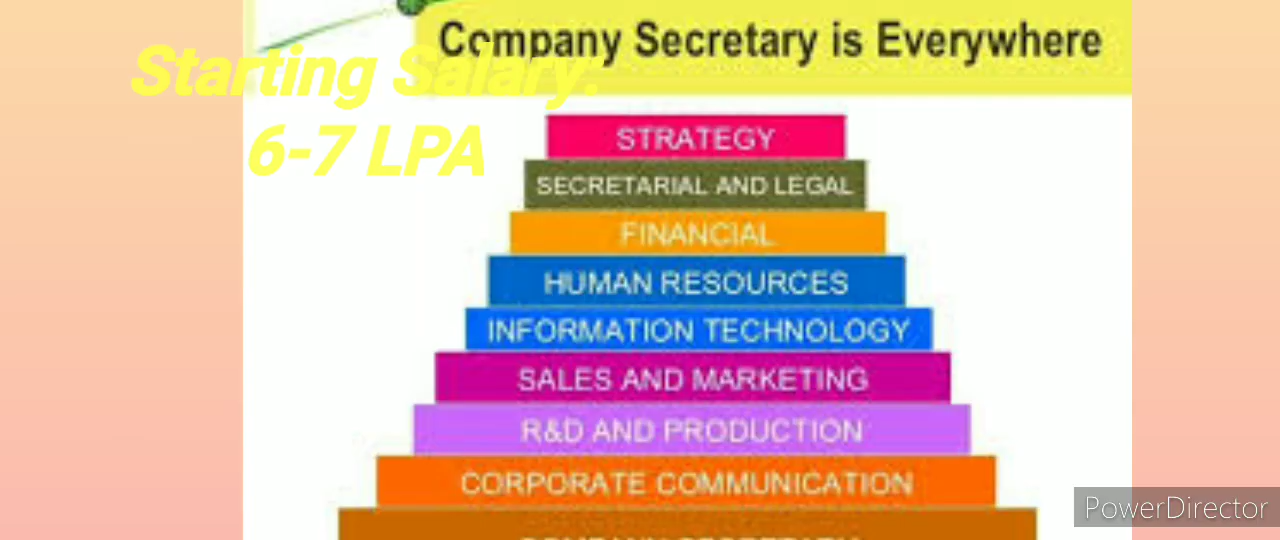 Company Secretary is Everywhere
Starting Salary:
6-7 LPA
STRATEGY
SECRETARIAL AND LEGAL
FINANCIAL
HUMAN RESOURCES
INFORMATION TECHNOLOGY
SALES AND MARKETING
R&D AND PRODUCTION
CORPORATE COMMUNICATION
PowerDirector